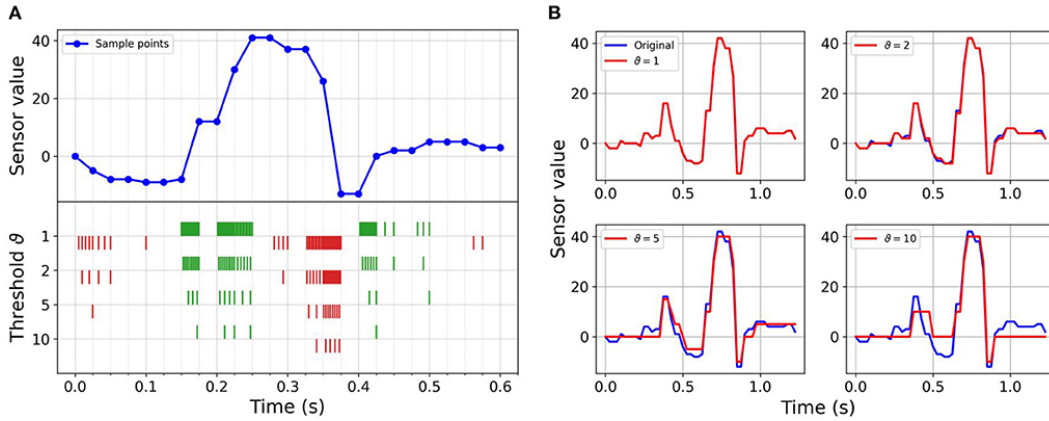 A
Sensor value
40
20
0
Sample points
Threshold ϑ
1
2
5
10
0.0 0.1 0.2 0.3 0.4 0.5 0.6
Time (s)
B
Sensor value
40
20
0
Original
ϑ = 1
0.0 0.5 1.0
40
20
0
ϑ = 2
0.0 0.5 1.0
40
20
0
ϑ = 5
0.0 0.5 1.0
40
20
0
ϑ = 10
0.0 0.5 1.0
Time (s)